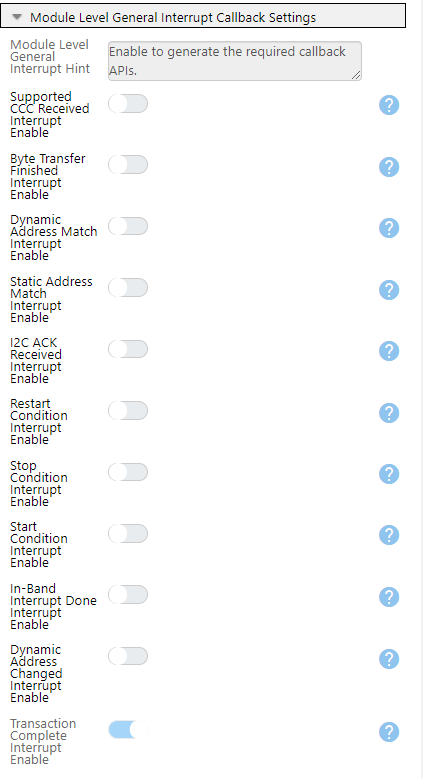 Module Level General Interrupt Callback Settings
Module Level
General
Interrupt Hint
Enable to generate the required callback
APIs.
Supported
CCC Received
Interrupt
Enable
?
Byte Transfer
Finished
Interrupt
Enable
?
Dynamic
Address Match
Interrupt
Enable
?
Static Address
Match
Interrupt
Enable
?
I2C ACK
Received
Interrupt
Enable
?
Restart
Condition
Interrupt
Enable
?
Stop
Condition
Interrupt
Enable
?
Start
Condition
Interrupt
Enable
?
In-Band
Interrupt Done
Interrupt
Enable
?
Dynamic
Address
Changed
Interrupt
Enable
?
Transaction
Complete
Interrupt
Enable
?